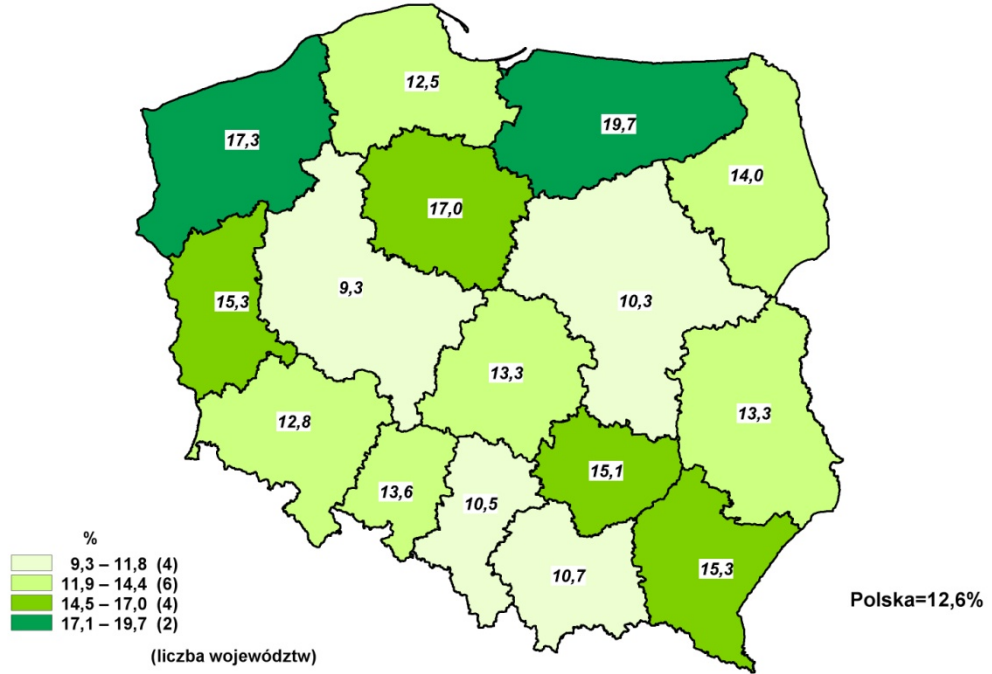 12,5
17,3
19,7
14,0
17,0
9,3
15,3
10,3
13,3
13,3
12,8
15,1
13,6
10,5
10,7
15,3
%
9,3 – 11,8 (4)
11,9 – 14,4 (6)
14,5 – 17,0 (4)
17,1 – 19,7 (2)
(liczba województw)
Polska=12,6%